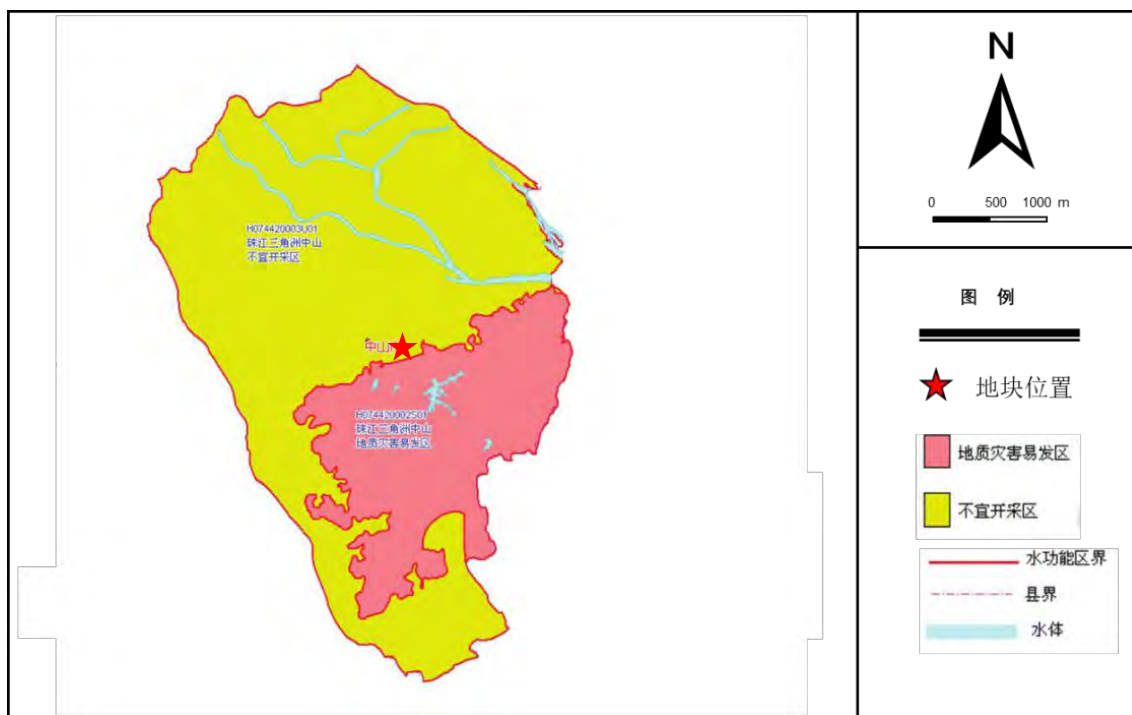 H074420003U01
珠江三角洲中山
不宜开采区
中山
H074420002S01
珠江三角洲中山
地质灾害易发区
N
0 500 1000 m
图 例
地块位置
地质灾害易发区
不宜开采区
水功能区界
县界
水体